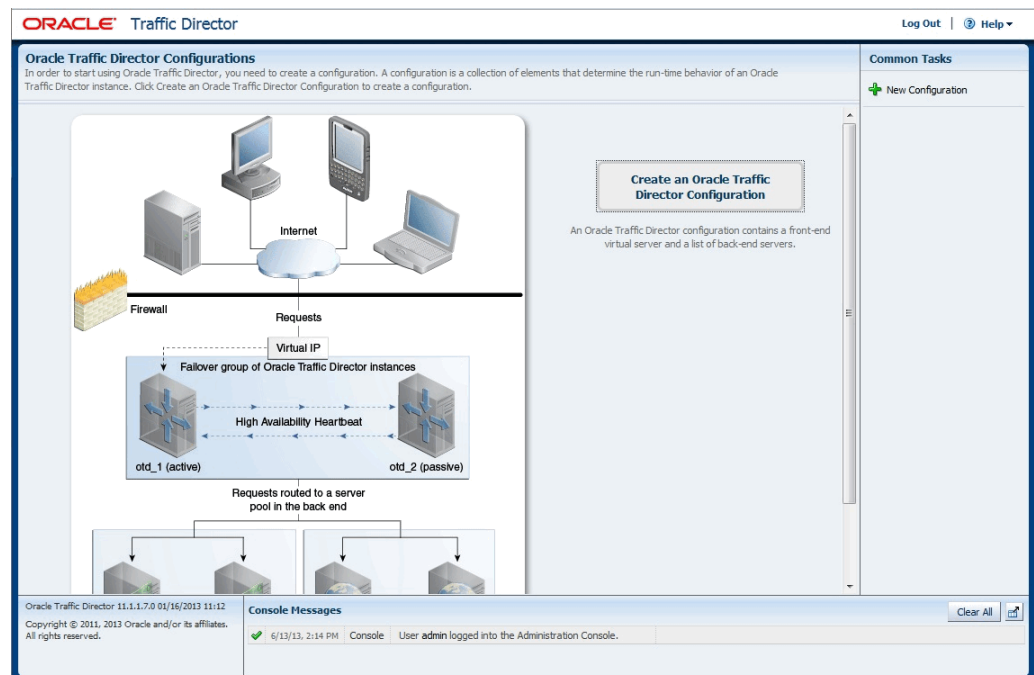 ORACLE Traffic Director
Log Out | Help
Oracle Traffic Director Configurations
In order to start using Oracle Traffic Director, you need to create a configuration. A configuration is a collection of elements that determine the run-time behavior of an Oracle
Traffic Director instance. Click Create an Oracle Traffic Director Configuration to create a configuration.
Common Tasks
New Configuration
Internet
Firewall
Requests
Virtual IP
Failover group of Oracle Traffic Director instances
High Availability Heartbeat
otd_1 (active)
otd_2 (passive)
Requests routed to a server
pool in the back end
Create an Oracle Traffic
Director Configuration
An Oracle Traffic Director configuration contains a front-end
virtual server and a list of back-end servers.
Oracle Traffic Director 11.1.1.7.0 01/16/2013 11:12
Copyright © 2011, 2013 Oracle and/or its affiliates.
All rights reserved.
Console Messages
Clear All
6/13/13, 2:14 PM Console User admin logged into the Administration Console.